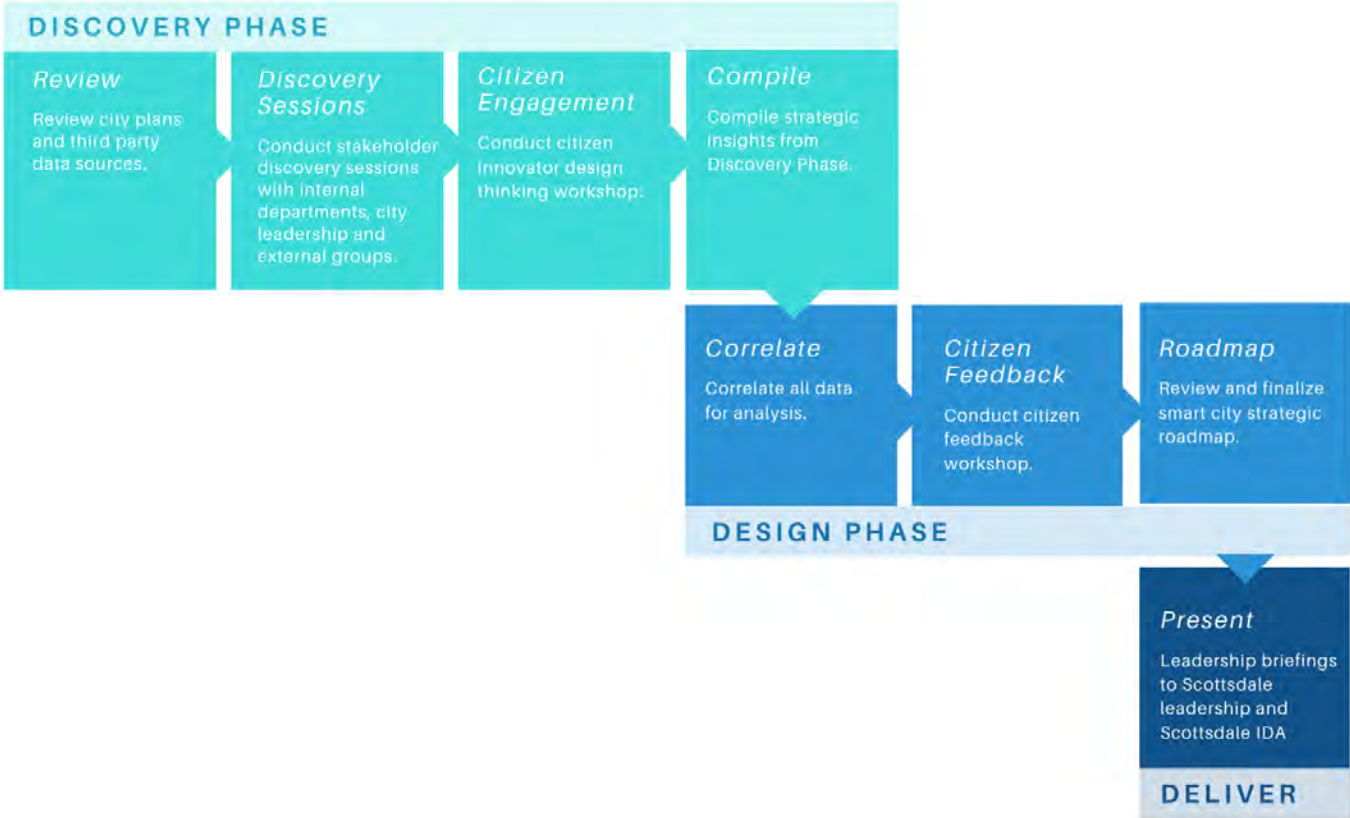 DISCOVERY PHASE
Review
Review city plans
and third party
data sources.
Discovery
Sessions
Conduct stakeholder
discovery sessions
with internal
departments, city
leadership and
external groups.
Citizen
Engagement
Conduct citizen
innovator design
thinking workshop.
Compile
Compile strategic
insights from
Discovery Phase.
Correlate
Correlate all data
for analysis.
Citizen
Feedback
Conduct citizen
feedback
workshop.
Roadmap
Review and finalize
smart city strategic
roadmap.
DESIGN PHASE
Present
Leadership briefings
to Scottsdale
leadership and
Scottsdale IDA
DELIVER